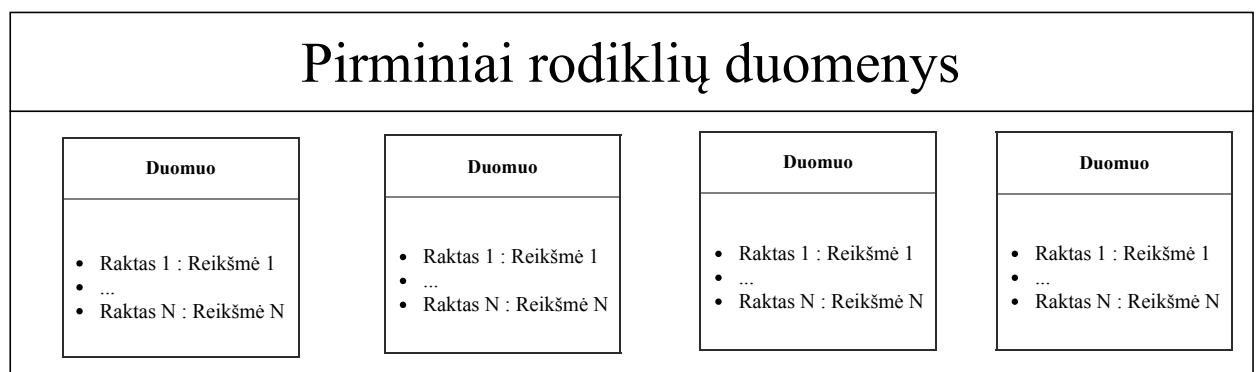 Pirminiai rodiklių duomenys
Duomuo
• Raktas 1 : Reikšmė 1
• ...
• Raktas N : Reikšmė N
Duomuo
• Raktas 1 : Reikšmė 1
• ...
• Raktas N : Reikšmė N
Duomuo
• Raktas 1 : Reikšmė 1
• ...
• Raktas N : Reikšmė N
Duomuo
• Raktas 1 : Reikšmė 1
• ...
• Raktas N : Reikšmė N